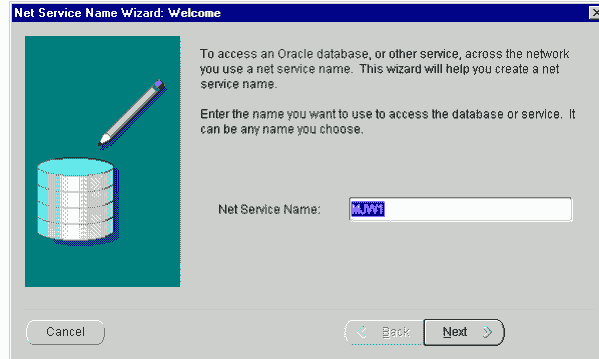 Net Service Name Wizard: Welcome
To access an Oracle database, or other service, across the network
you use a net service name. This wizard will help you create a net
service name.
Enter the name you want to use to access the database or service. It
can be any name you choose.
Net Service Name:
MJW1
Cancel
Back
Next